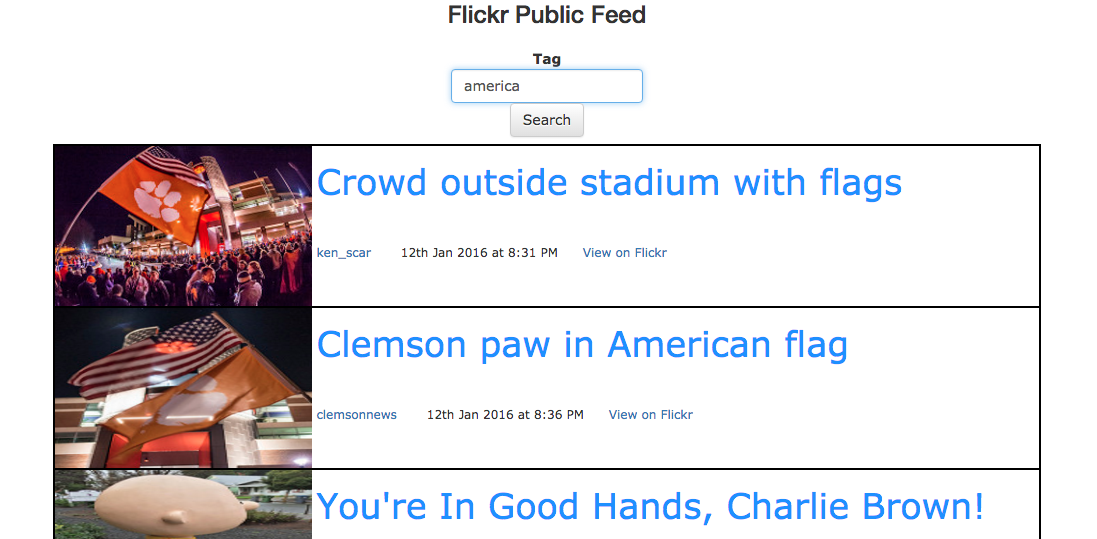 Flickr Public Feed
Tag
america
Search
Crowd outside stadium with flags
ken_scar 12th Jan 2016 at 8:31 PM View on Flickr
Clemson paw in American flag
clemsonnews 12th Jan 2016 at 8:36 PM View on Flickr
You're In Good Hands, Charlie Brown!